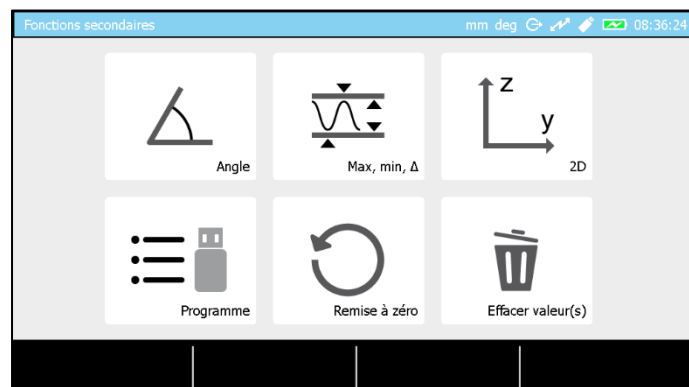 Fonctions secondaires
mm deg 08:36:24
Angle
Max, min, Δ
z
y
2D
Programme
Remise à zéro
Effacer valeur(s)